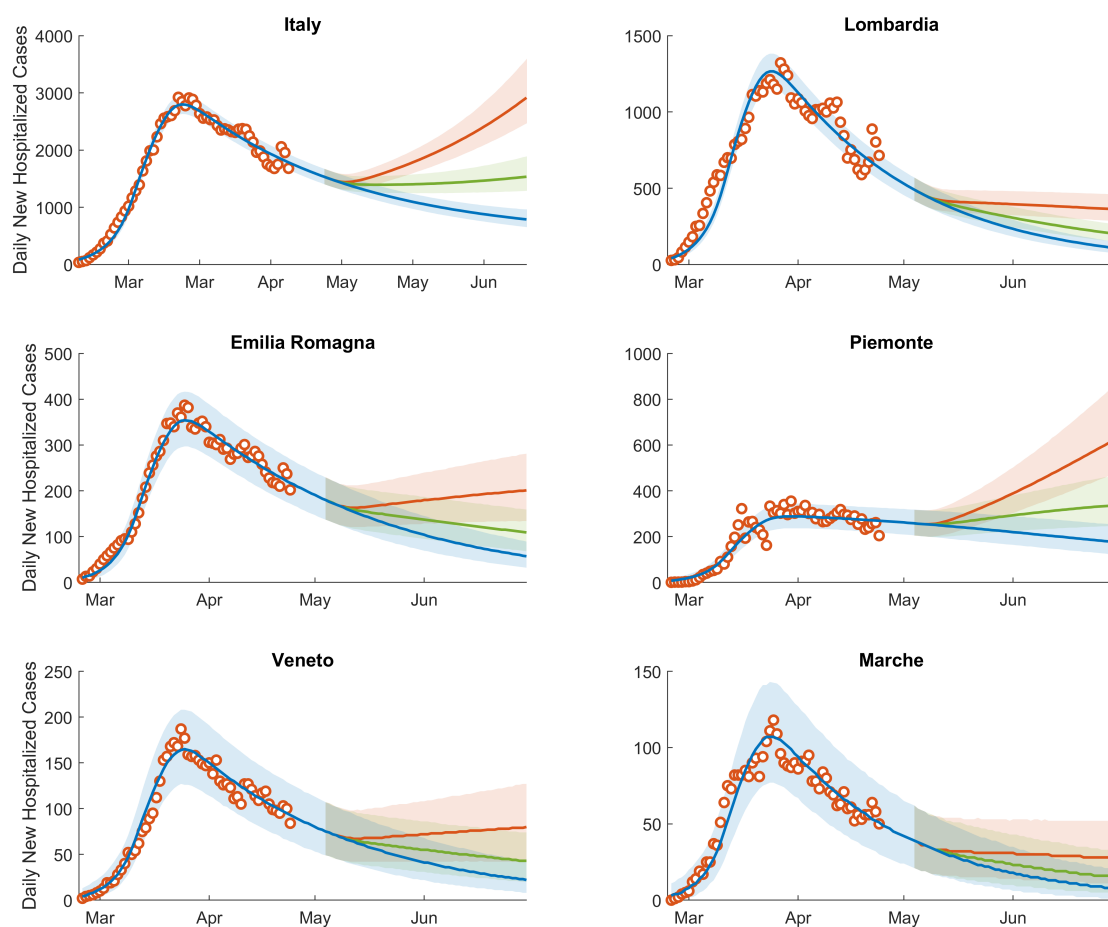 Italy
Daily New Hospitalized Cases
4000
3000
2000
1000
0
Mar Mar Apr May May Jun
Lombardia
1500
1000
500
0
Mar Apr May Jun
Emilia Romagna
Daily New Hospitalized Cases
500
400
300
200
100
0
Mar Apr May Jun
Piemonte
1000
800
600
400
200
0
Mar Apr May Jun
Veneto
Daily New Hospitalized Cases
250
200
150
100
50
0
Mar Apr May Jun
Marche
150
100
50
0
Mar Apr May Jun